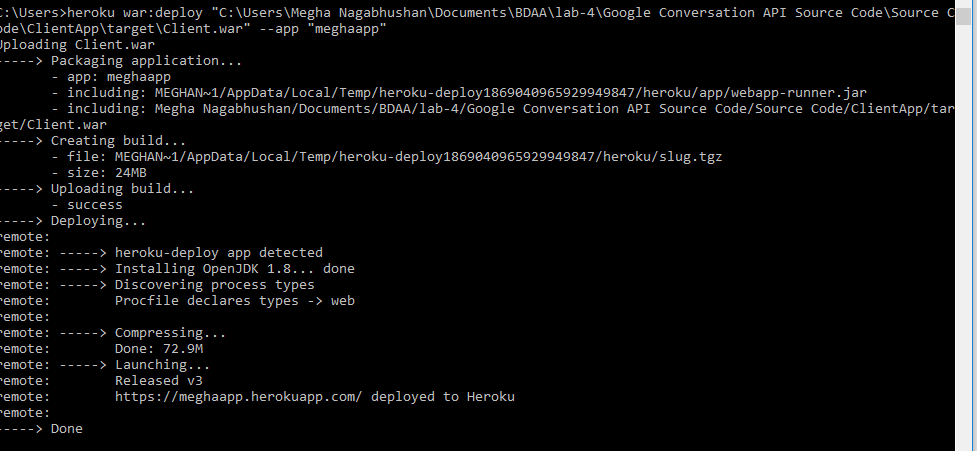 C:\Users>heroku war:deploy "C:\Users\Megha Nagabhushan\Documents\BDAA\lab-4\Google Conversation API Source Code\Source C
ode\ClientApp\target\Client.war" --app "meghaapp"
Uploading Client.war
-----> Packaging application...
- app: meghaapp
- including: MEGHAN~1/AppData/Local/Temp/heroku-deploy1869040965929949847/heroku/app/webapp-runner.jar
- including: Megha Nagabhushan/Documents/BDAA/lab-4/Google Conversation API Source Code/Source Code/ClientApp/tar
get/Client.war
-----> Creating build...
- file: MEGHAN~1/AppData/Local/Temp/heroku-deploy1869040965929949847/heroku/slug.tgz
- size: 24MB
-----> Uploading build...
- success
-----> Deploying...
remote:
remote: -----> heroku-deploy app detected
remote: -----> Installing OpenJDK 1.8... done
remote: -----> Discovering process types
remote: Procfile declares types -> web
remote:
remote: -----> Compressing...
remote: Done: 72.9M
remote: -----> Launching...
remote: Released v3
remote: https://meghaapp.herokuapp.com/ deployed to Heroku
remote:
-----> Done